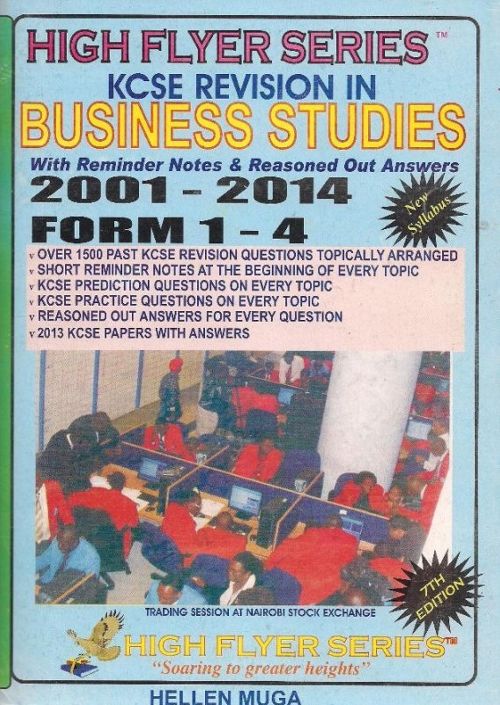 HIGH FLYER SERIES ™
KCSE REVISION IN
BUSINESS STUDIES
With Reminder Notes & Reasoned Out Answers
2001 - 2014
New
Syllabus
FORM 1 - 4
v OVER 1500 PAST KCSE REVISION QUESTIONS TOPICALLY ARRANGED
v SHORT REMINDER NOTES AT THE BEGINNING OF EVERY TOPIC
v KCSE PREDICTION QUESTIONS ON EVERY TOPIC
v KCSE PRACTICE QUESTIONS ON EVERY TOPIC
v REASONED OUT ANSWERS FOR EVERY QUESTION
v 2013 KCSE PAPERS WITH ANSWERS
7TH
EDITION
TRADING SESSION AT NAIROBI STOCK EXCHANGE
HIGH FLYER SERIES ™
"Soaring to greater heights"
HELLEN MUGA